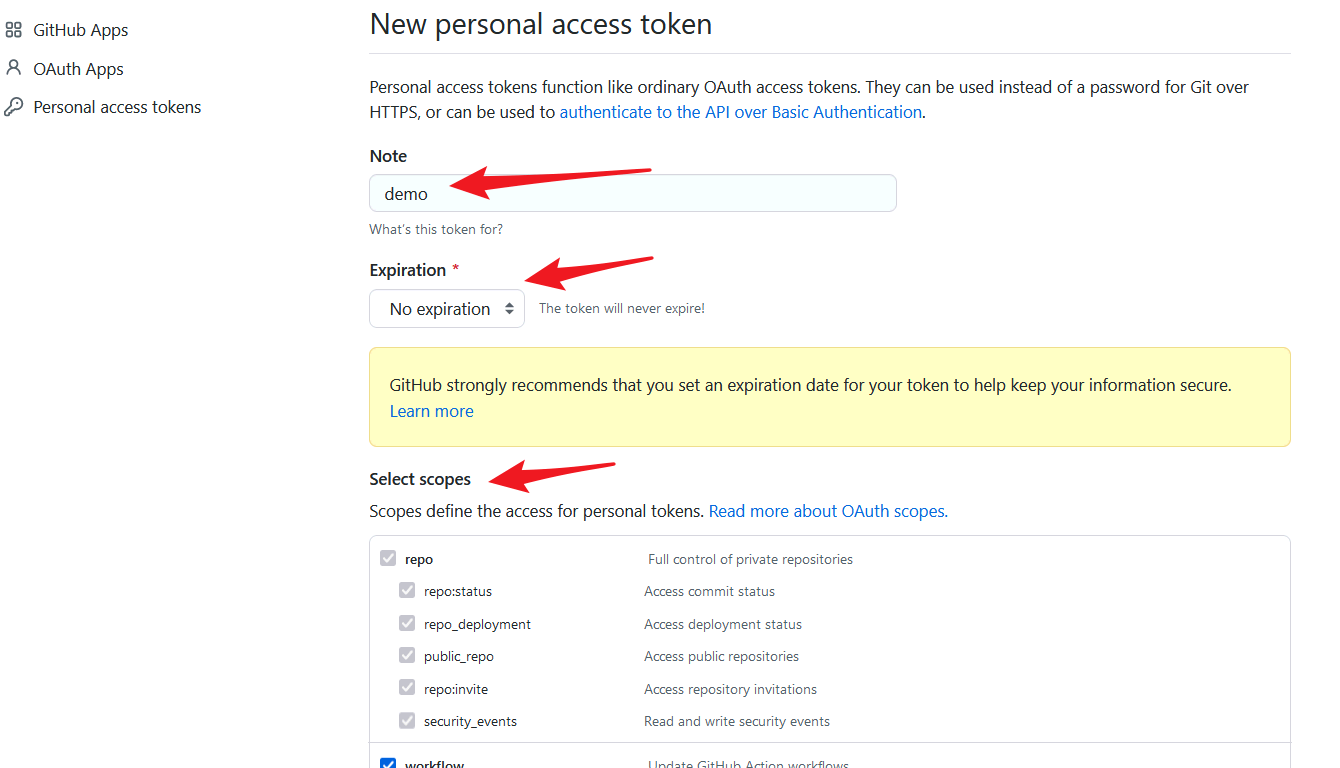 GitHub Apps
OAuth Apps
Personal access tokens
New personal access token
Personal access tokens function like ordinary OAuth access tokens. They can be used instead of a password for Git over
HTTPS, or can be used to authenticate to the API over Basic Authentication.
Note
demo
What's this token for?
Expiration *
No expiration The token will never expire!
GitHub strongly recommends that you set an expiration date for your token to help keep your information secure.
Learn more
Select scopes
Scopes define the access for personal tokens. Read more about OAuth scopes.
repo Full control of private repositories
repo:status Access commit status
repo_deployment Access deployment status
public_repo Access public repositories
repo:invite Access repository invitations
security_events Read and write security events
workflow Update GitHub Action workflows